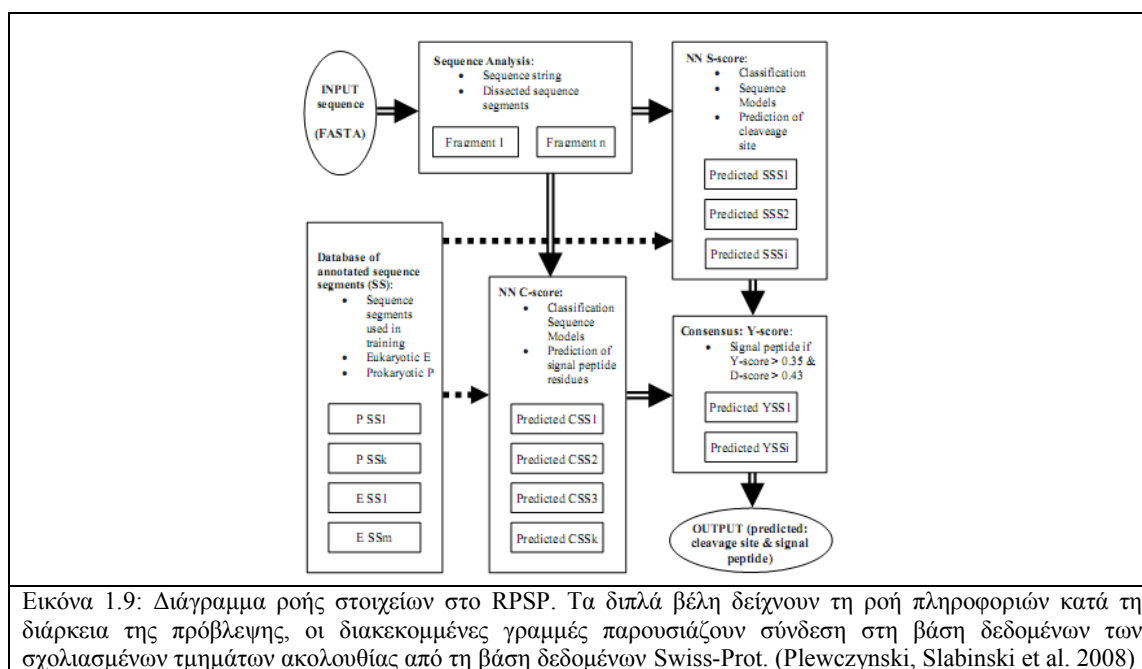 INPUT
sequence
(FASTA)
Sequence Analysis:
• Sequence string
• Dissected sequence
segments
Fragment 1
Fragment n
NN S-score:
• Classification
• Sequence
Models
• Prediction of
cleaveage
site
Predicted SSS1
Predicted SSS2
Predicted SSSi
Database of
annotated sequence
segments (SS):
• Sequence
segments
used in
training
• Eukaryotic E
• Prokaryotic P
P SS1
P SSk
E SS1
E SSm
NN C-score:
• Classification
Sequence
Models
• Prediction of
signal peptide
residues
Predicted CSS1
Predicted CSS2
Predicted CSS3
Predicted CSSk
Consensus: Y-score:
• Signal peptide if
Y-score > 0.35 &
D-score > 0.43
Predicted YSS1
Predicted YSSi
OUTPUT (predicted:
cleavage site & signal
peptide)
Εικόνα 1.9: Διάγραμμα ροής στοιχείων στο RPSP. Τα διπλά βέλη δείχνουν τη ροή πληροφοριών κατά τη
διάρκεια της πρόβλεψης, οι διακεκομμένες γραμμές παρουσιάζουν σύνδεση στη βάση δεδομένων των
σχολιασμένων τμημάτων ακολουθίας από τη βάση δεδομένων Swiss-Prot. (Plewczynski, Slabinski et al. 2008)